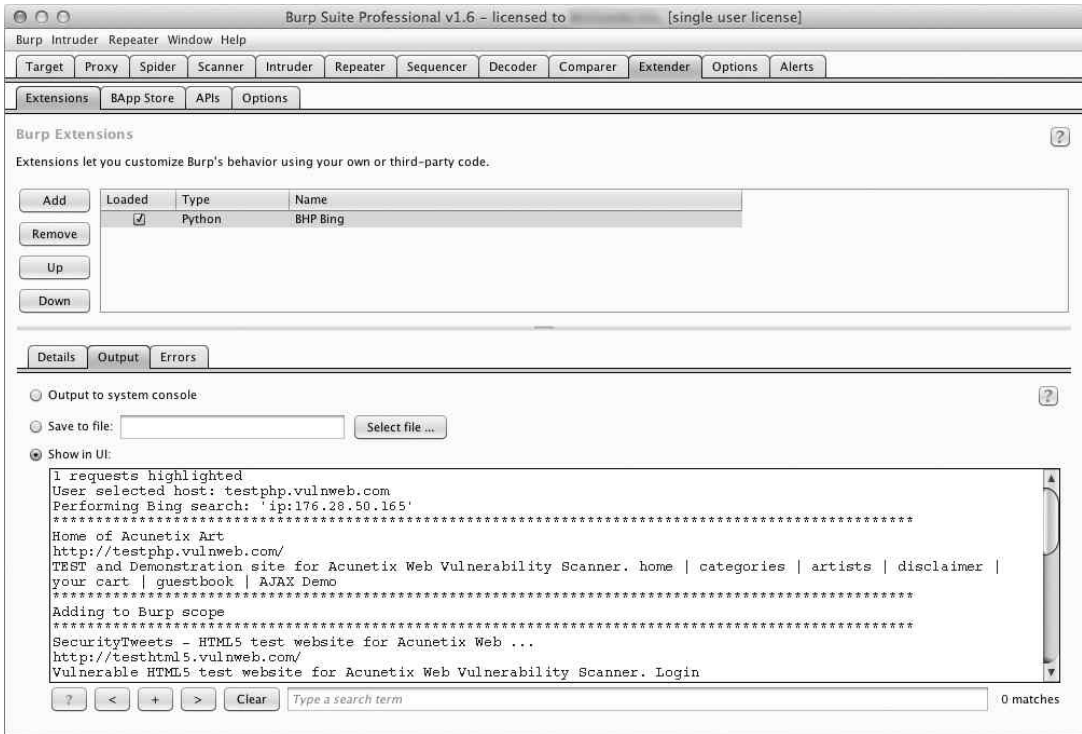 Burp Suite Professional v1.6 – licensed to [single user license]
Burp Intruder Repeater Window Help
Target Proxy Spider Scanner Intruder Repeater Sequencer Decoder Comparer Extender Options Alerts
Extensions BApp Store APIs Options
Burp Extensions
?
Extensions let you customize Burp's behavior using your own or third-party code.
Add
Remove
Up
Down
Loaded Type Name
Python BHP Bing
Details Output Errors
Output to system console
?
Save to file: Select file ...
Show in UI:
1 requests highlighted
User selected host: testphp.vulnweb.com
Performing Bing search: 'ip:176.28.50.165'
****************************************************************************************************
Home of Acunetix Art
http://testphp.vulnweb.com/
TEST and Demonstration site for Acunetix Web Vulnerability Scanner. home | categories | artists | disclaimer |
your cart | guestbook | AJAX Demo
****************************************************************************************************
Adding to Burp scope
****************************************************************************************************
SecurityTweets - HTML5 test website for Acunetix Web ...
http://testhtml5.vulnweb.com/
Vulnerable HTML5 test website for Acunetix Web Vulnerability Scanner. Login
? < + > Clear Type a search term 0 matches